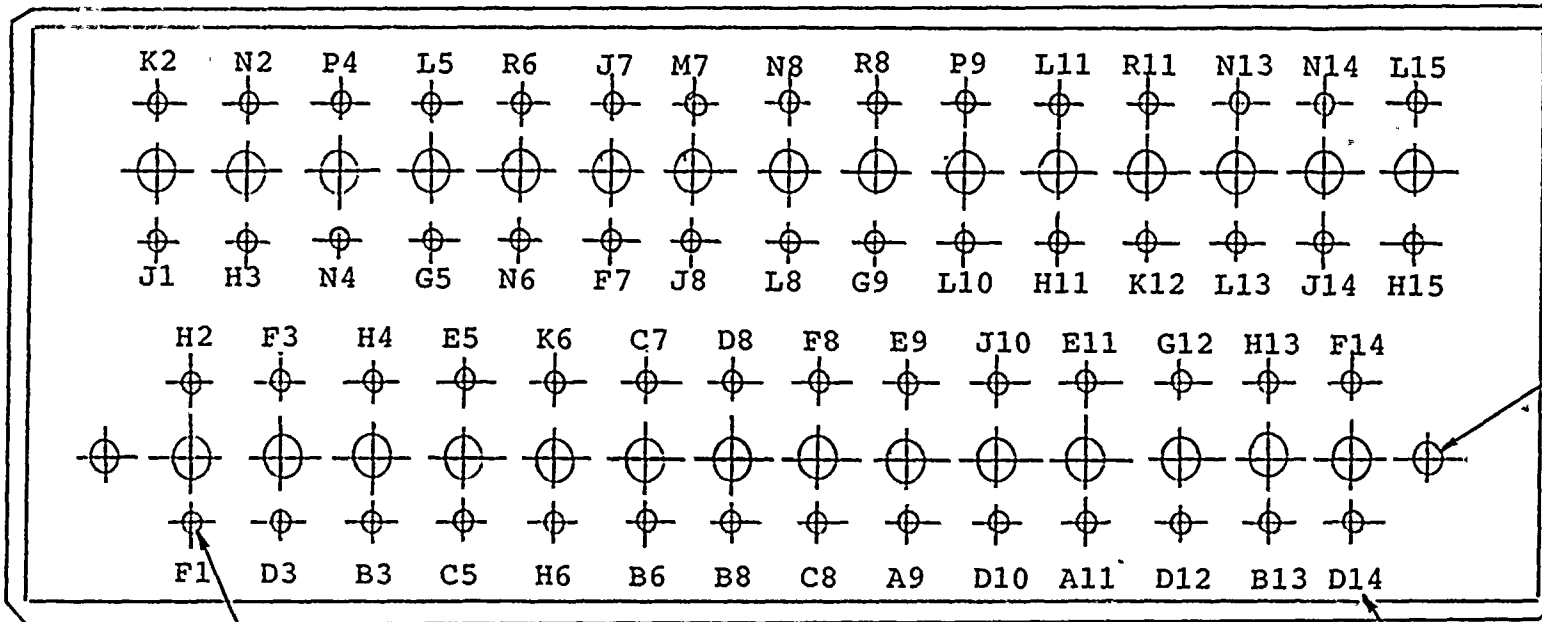 K2 N2 P4 L5 R6 J7 M7 N8 R8 P9 L11 R11 N13 N14 L15
J1 H3 N4 G5 N6 F7 J8 L8 G9 L10 H11 K12 L13 J14 H15
H2 F3 H4 E5 K6 C7 D8 F8 E9 J10 E11 G12 H13 F14
F1 D3 B3 C5 H6 B6 B8 C8 A9 D10 A11 D12 B13 D14